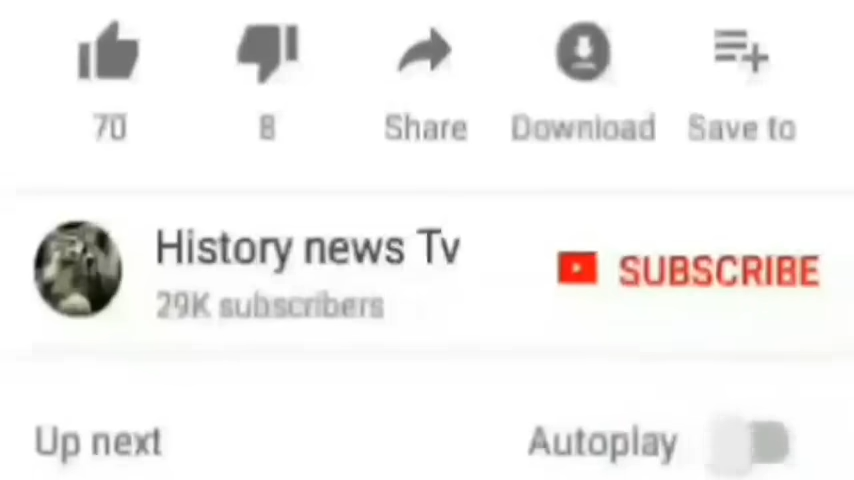 70 8 Share Download Save to
History news Tv
29K subscribers
SUBSCRIBE
Up next Autoplay